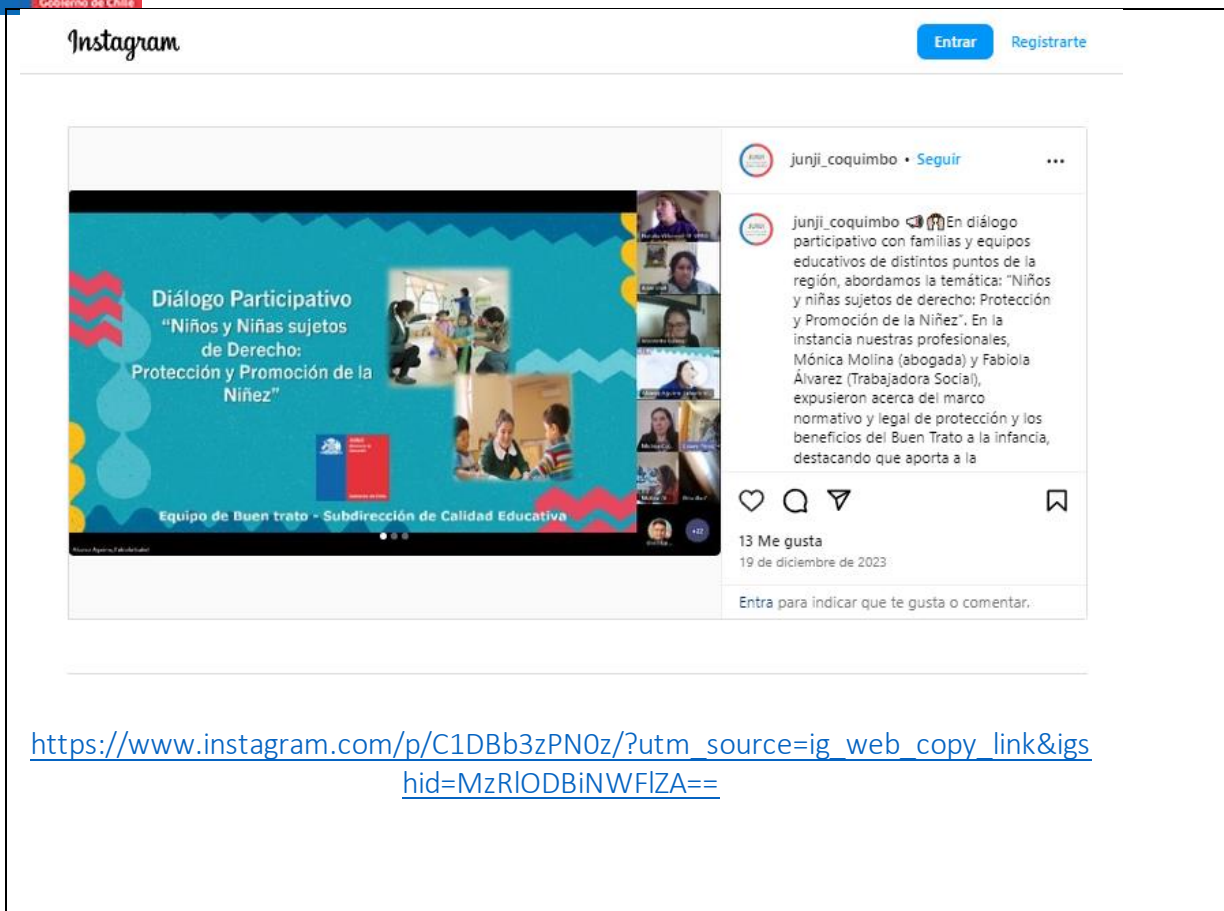 Gobierno de Chile
Instagram
Entrar
Registrarte
junji_coquimbo • Seguir
junji_coquimbo En diálogo
participativo con familias y equipos
educativos de distintos puntos de la
región, abordamos la temática: "Niños
y niñas sujetos de derecho: Protección
y Promoción de la Niñez". En la
instancia nuestras profesionales,
Mónica Molina (abogada) y Fabiola
Álvarez (Trabajadora Social),
expusieron acerca del marco
normativo y legal de protección y los
beneficios del Buen Trato a la infancia,
destacando que aporta a la
Diálogo Participativo
"Niños y Niñas sujetos
de Derecho:
Protección y Promoción de la
Niñez"
Equipo de Buen trato - Subdirección de Calidad Educativa
+22
13 Me gusta
19 de diciembre de 2023
Entra para indicar que te gusta o comentar.
https://www.instagram.com/p/C1DBb3zPN0z/?utm_source=ig_web_copy_link&igs
hid=MzRlODBiNWFlZA==